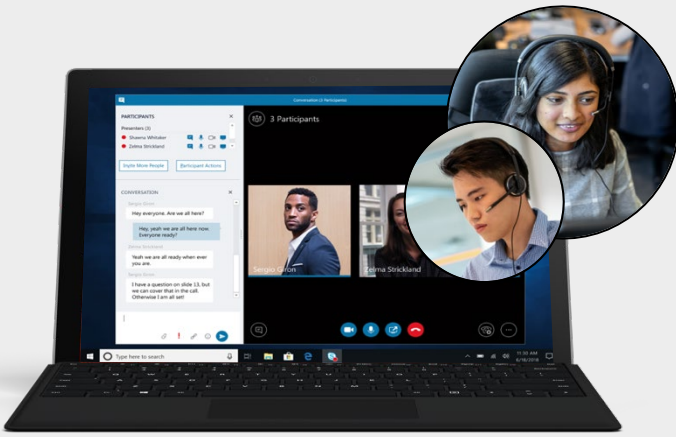 Conversation (3 Participants)
PARTICIPANTS
Presenters (3)
Shawna Whitaker
Zelma Strickland
Invite More People
Participant Actions
CONVERSATION
Sergio Giron
Hey everyone. Are we all here?
Hey, yeah we are all here now.
Everyone ready?
Zelma Strickland
Yeah we are all ready when ever
you are.
Sergio Giron
I have a question on slide 13, but
we can cover that in the call.
Otherwise I am all set!
3 Participants
Sergio Giron
Zelma Strickland
Type here to search
11:30 AM